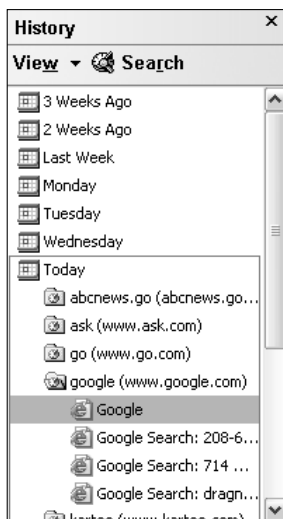 History ×
View Search
3 Weeks Ago
2 Weeks Ago
Last Week
Monday
Tuesday
Wednesday
Today
abcnews.go (abcnews.go...
ask (www.ask.com)
go (www.go.com)
google (www.google.com)
Google
Google Search: 208-6...
Google Search: 714 ...
Google Search: dragn...